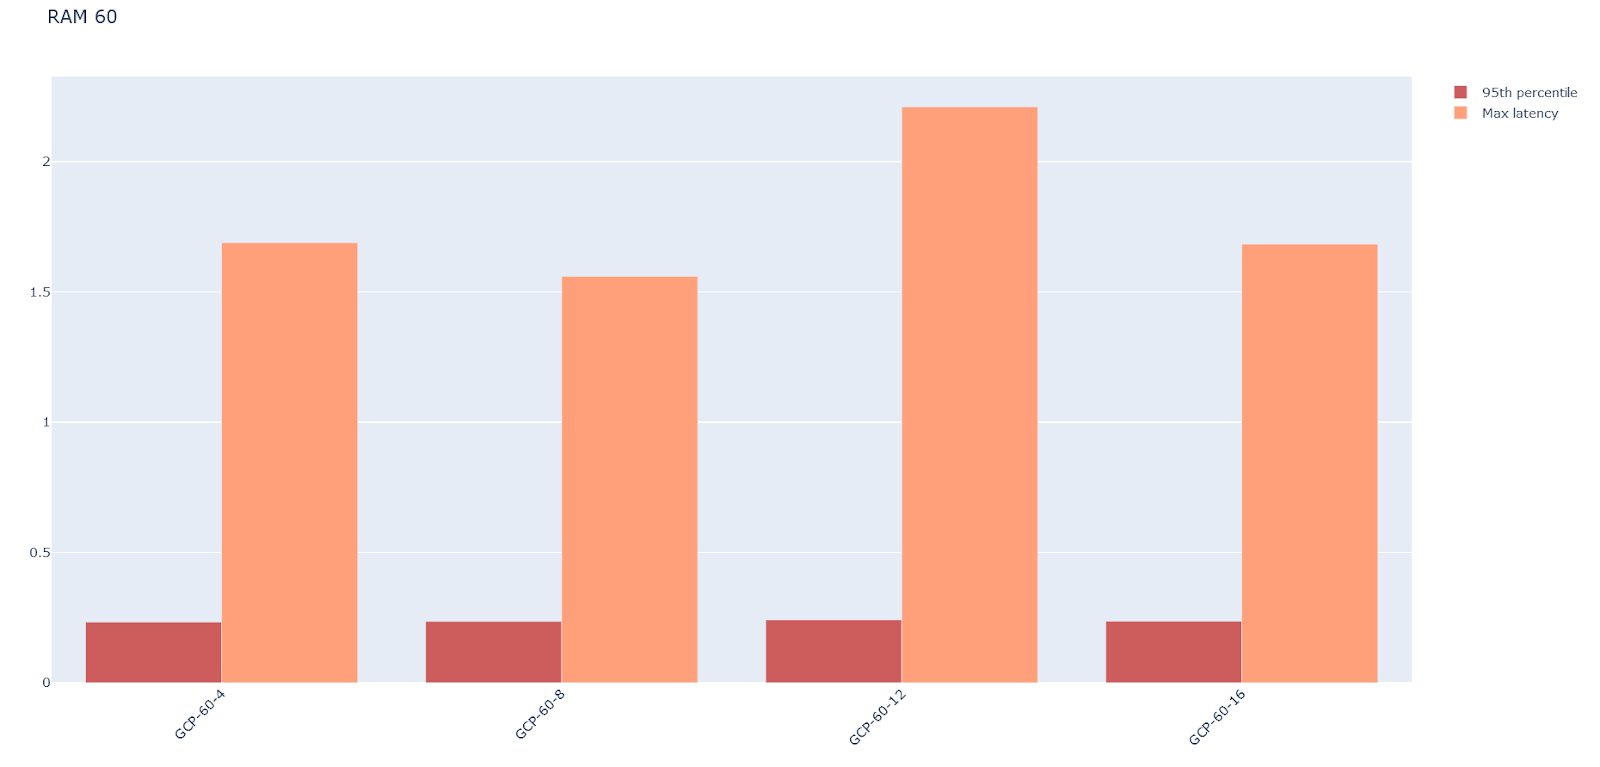 RAM 60
95th percentile
Max latency
2
1.5
1
0.5
0
GCP-60-4
GCP-60-8
GCP-60-12
GCP-60-16